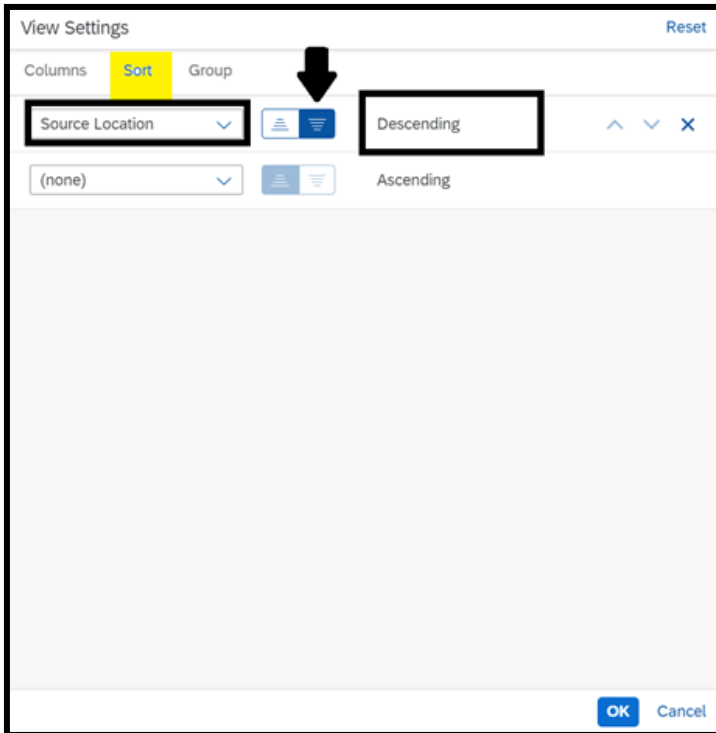 View Settings Reset
Columns Sort Group
Source Location Descending
(none) Ascending
OK Cancel